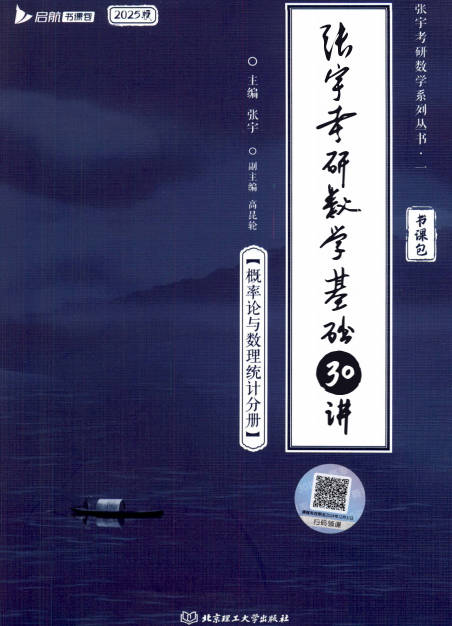 启航书课包
2025版
张宇考研数学系列丛书·一
张宇考研数学基础30讲
书课包
主编 张宇
副主编 高昆轮
【概率论与数理统计分册】
扫码领课
北京理工大学出版社